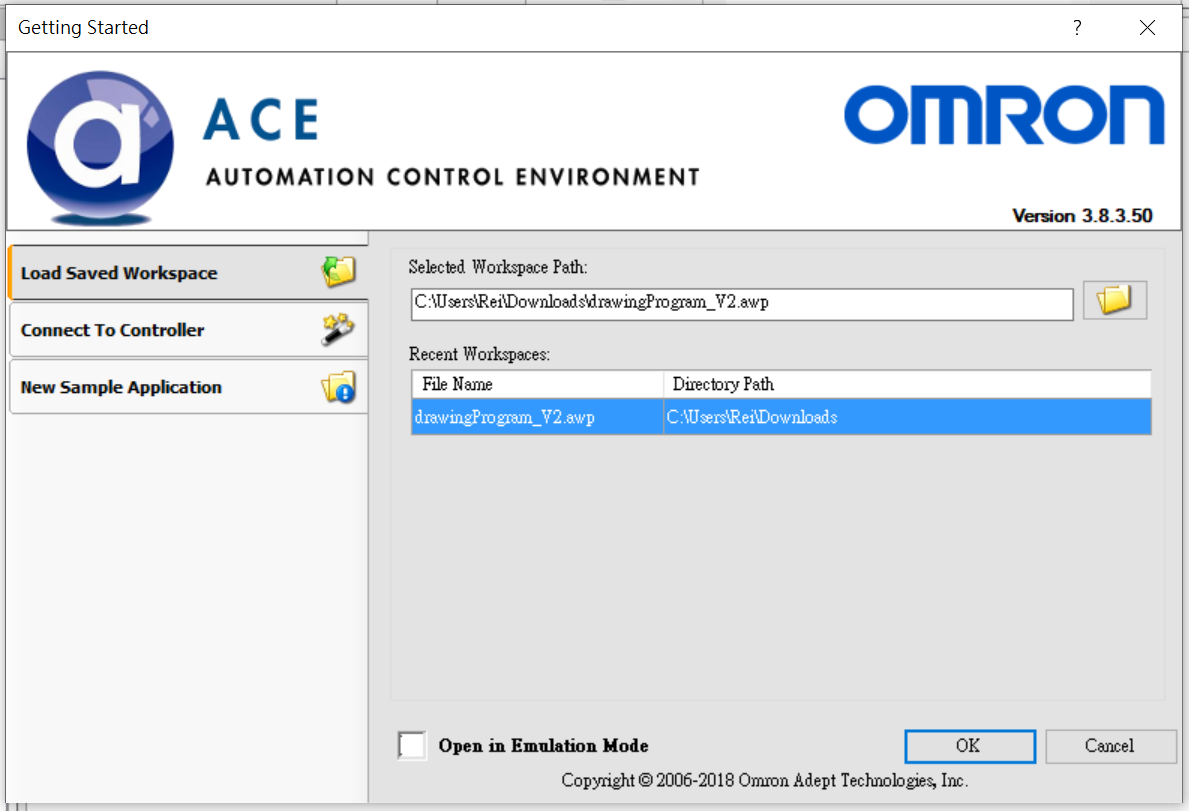 Getting Started
?
a
ACE
OMRON
AUTOMATION CONTROL ENVIRONMENT
Version 3.8.3.50
Load Saved Workspace
Connect To Controller
New Sample Application
Selected Workspace Path:
C:\Users\Rei\Downloads\drawingProgram_V2.awp
Recent Workspaces:
File Name Directory Path
drawingProgram_V2.awp C:\Users\Rei\Downloads
Open in Emulation Mode
OK Cancel
Copyright © 2006-2018 Omron Adept Technologies, Inc.